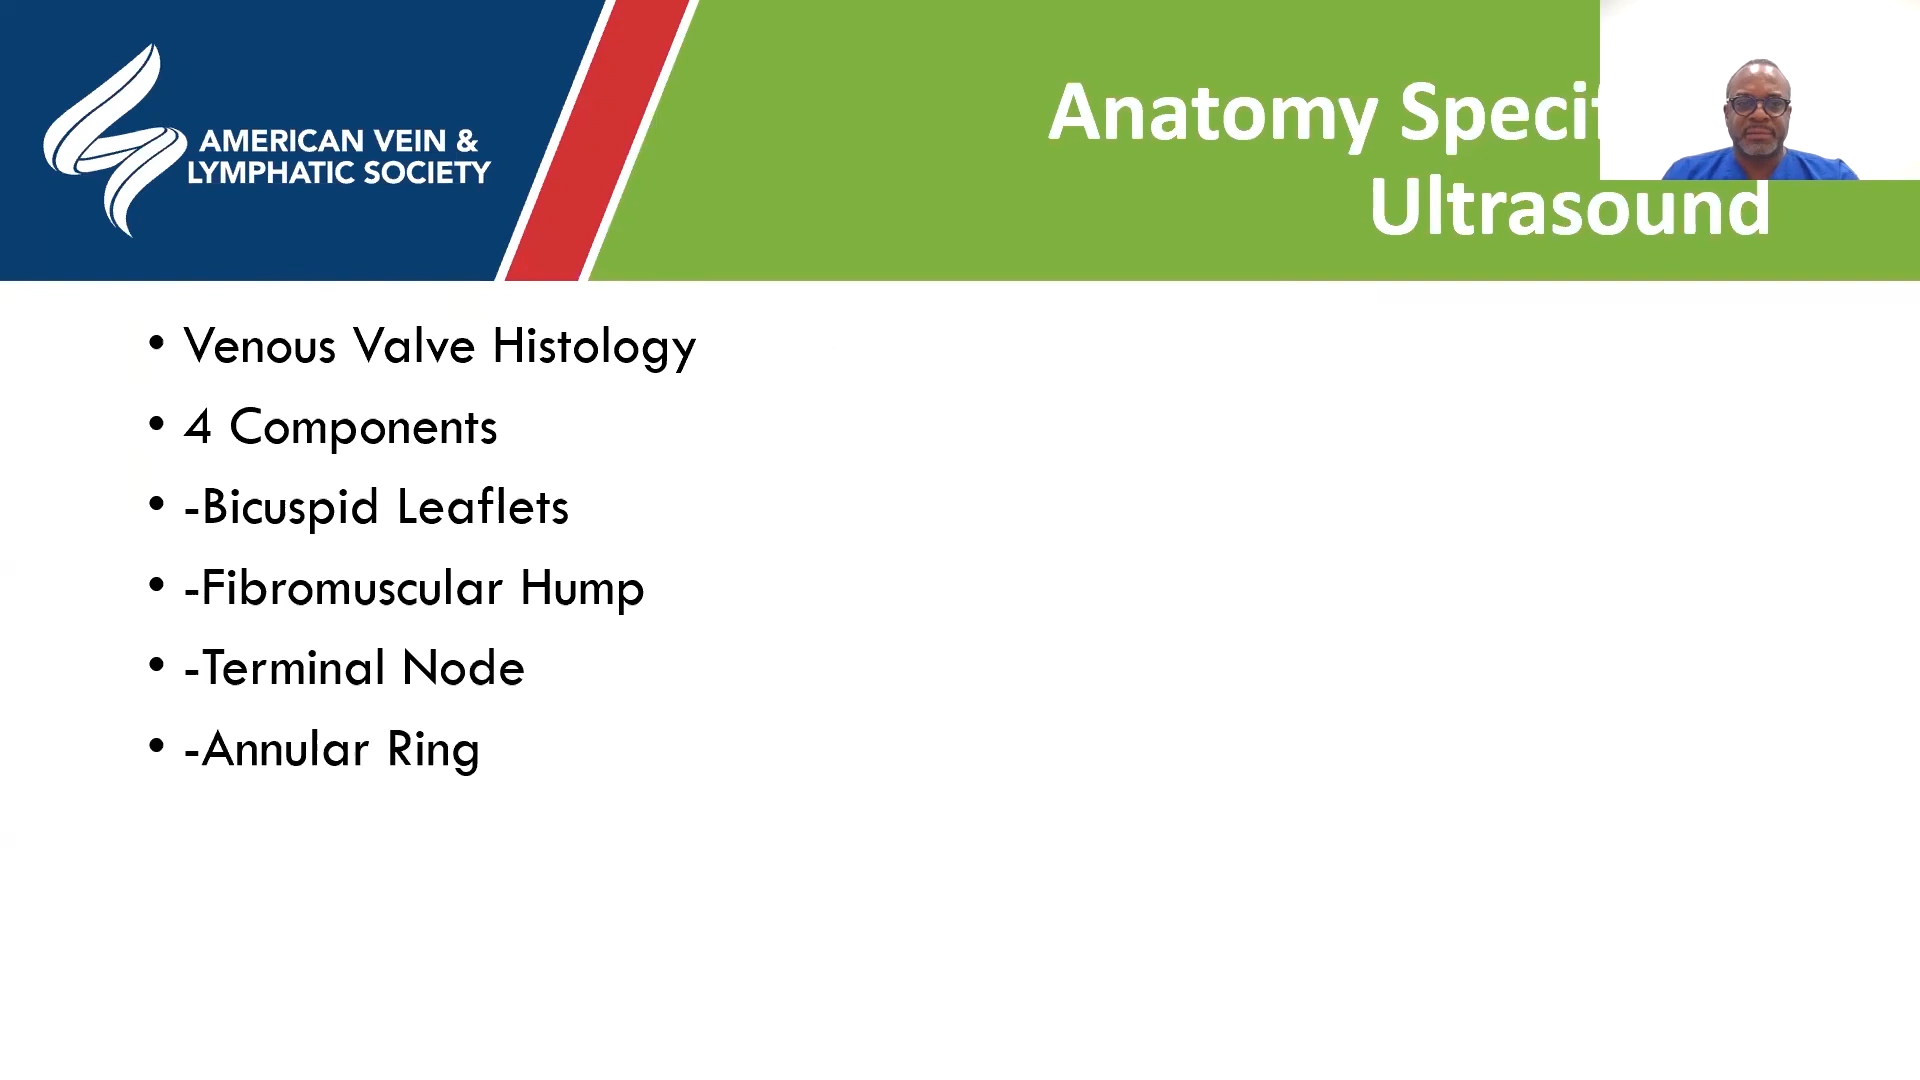 AMERICAN VEIN &
LYMPHATIC SOCIETY
Anatomy
Ultrasound
• Venous Valve Histology
• 4 Components
• -Bicuspid Leaflets
• -Fibromuscular Hump
• -Terminal Node
• -Annular Ring